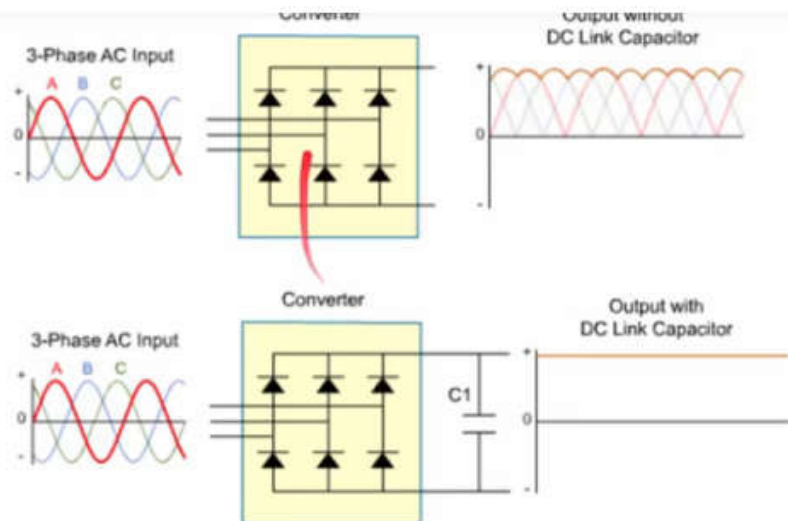 Converter
Output without
DC Link Capacitor
3-Phase AC Input
A B C
+
0
-
+
0
-
Converter
Output with
DC Link Capacitor
3-Phase AC Input
A B C
+
0
-
C1
+
0
-